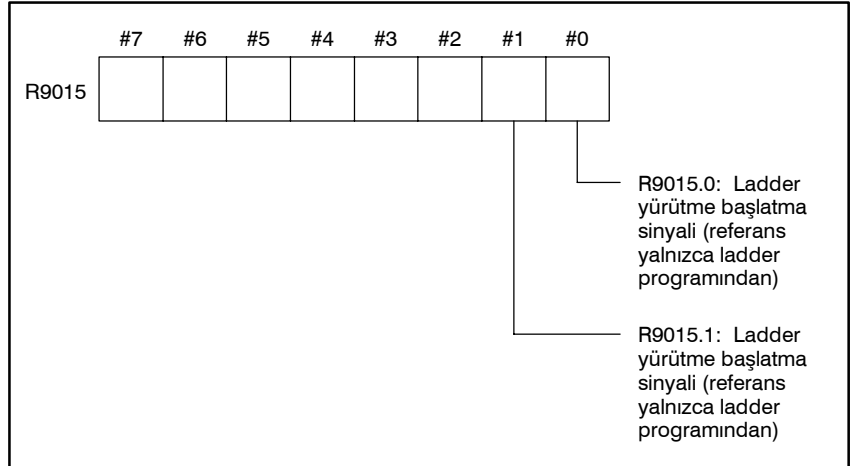 #7 #6 #5 #4 #3 #2 #1 #0
R9015
R9015.0: Ladder
yürütme başlatma
sinyali (referans
yalnızca ladder
programından)
R9015.1: Ladder
yürütme başlatma
sinyali (referans
yalnızca ladder
programından)